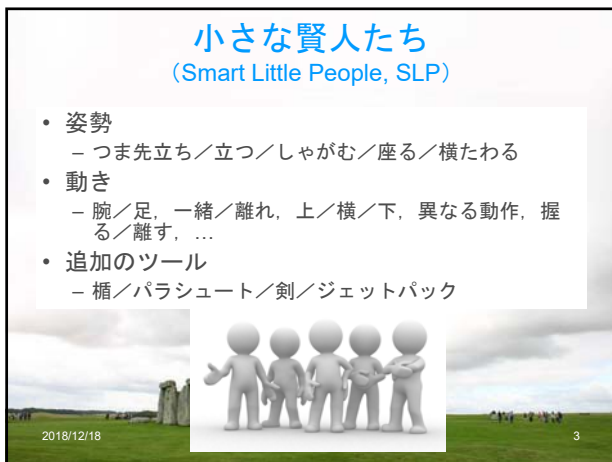 小さな賢人たち
（Smart Little People, SLP）
• 姿勢
– つま先立ち／立つ／しゃがむ／座る／横たわる
• 動き
– 腕／足，一緒／離れ，上／横／下，異なる動作，握
る／離す，…
• 追加のツール
– 楯／パラシュート／剣／ジェットパック
2018/12/18
3